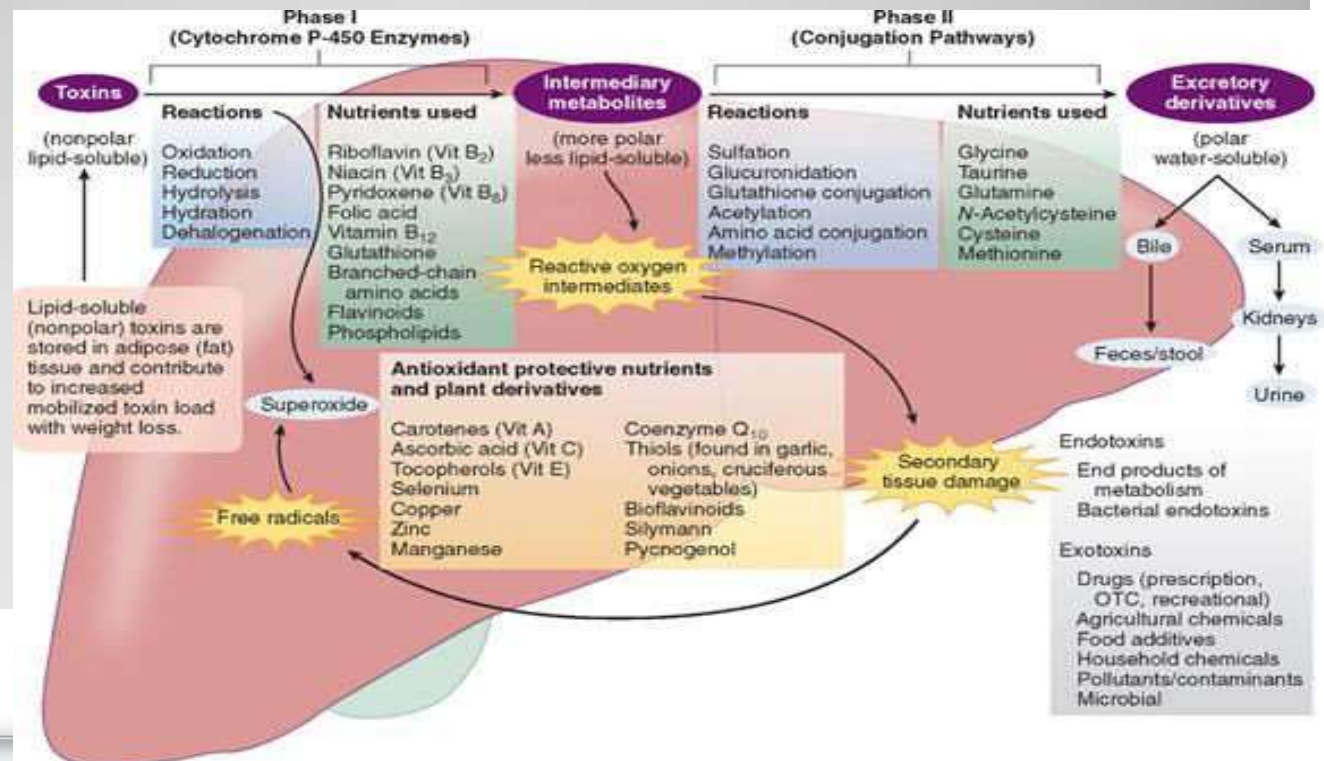 Phase I
(Cytochrome P-450 Enzymes)
Phase II
(Conjugation Pathways)
Toxins
(nonpolar
lipid-soluble)
Reactions
Oxidation
Reduction
Hydrolysis
Hydration
Dehalogenation
Nutrients used
Riboflavin (Vit B₂)
Niacin (Vit B₃)
Pyridoxene (Vit B₆)
Folic acid
Vitamin B₁₂
Glutathione
Branched-chain
amino acids
Flavinoids
Phospholipids
Intermediary
metabolites
(more polar
less lipid-soluble)
Reactive oxygen
intermediates
Reactions
Sulfation
Glucuronidation
Glutathione conjugation
Acetylation
Amino acid conjugation
Methylation
Nutrients used
Glycine
Taurine
Glutamine
N-Acetylcysteine
Cysteine
Methionine
Excretory
derivatives
(polar
water-soluble)
Bile
Serum
Kidneys
Feces/stool
Urine
Lipid-soluble
(nonpolar) toxins are
stored in adipose (fat)
tissue and contribute
to increased
mobilized toxin load
with weight loss.
Superoxide
Free radicals
Antioxidant protective nutrients
and plant derivatives
Carotenes (Vit A)
Ascorbic acid (Vit C)
Tocopherols (Vit E)
Selenium
Copper
Zinc
Manganese
Coenzyme Q₁₀
Thiols (found in garlic,
onions, cruciferous
vegetables)
Bioflavinoids
Silymann
Pycnogenol
Secondary
tissue damage
Endotoxins
End products of
metabolism
Bacterial endotoxins
Exotoxins
Drugs (prescription,
OTC, recreational)
Agricultural chemicals
Food additives
Household chemicals
Pollutants/contaminants
Microbial